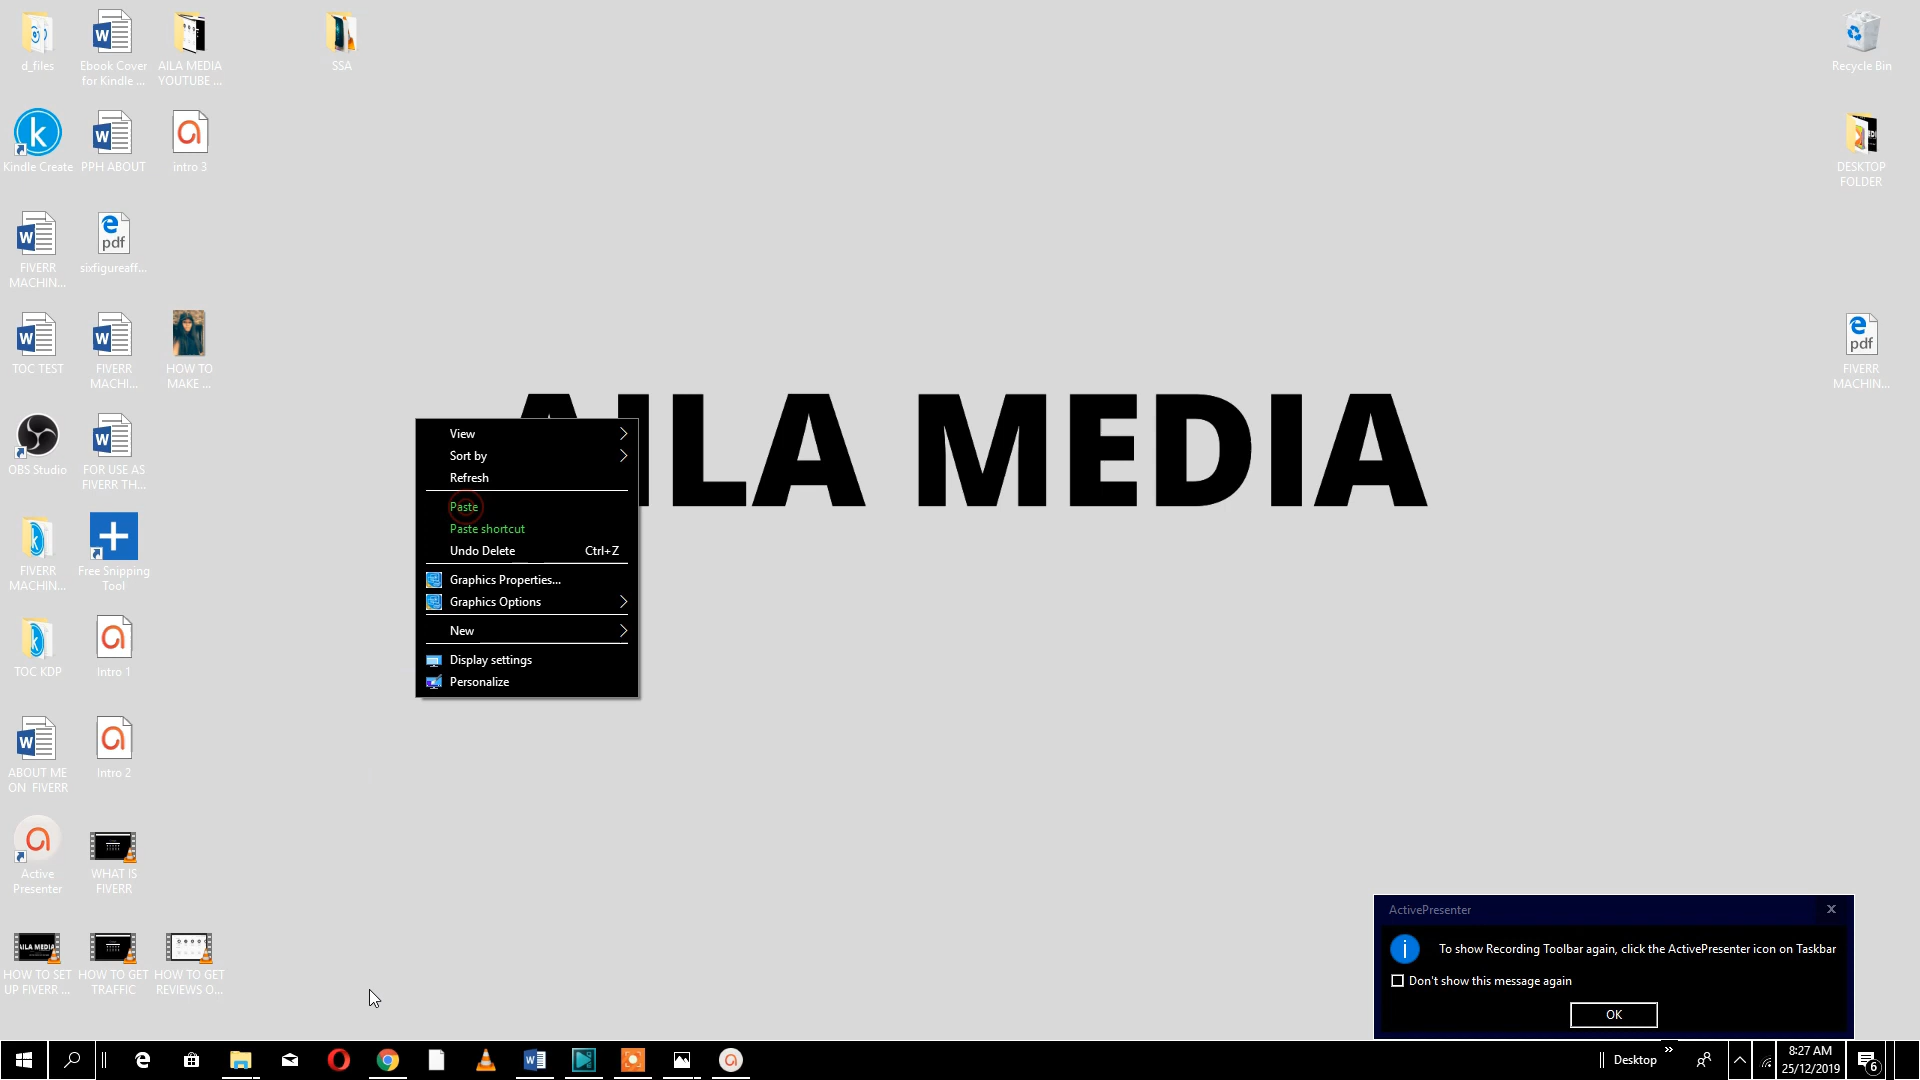 d_files
Ebook Cover
for Kindle ...
AILA MEDIA
YOUTUBE ...
SSA
Recycle Bin
Kindle Create
PPH ABOUT
intro 3
DESKTOP
FOLDER
FIVERR
MACHIN...
pdf
sixfigureaff...
TOC TEST
FIVERR
MACHI...
HOW TO
MAKE ...
pdf
FIVERR
MACHIN...
OBS Studio
FOR USE AS
FIVERR TH...
AILA MEDIA
View
Sort by
Refresh
Paste
Paste shortcut
Undo Delete Ctrl+Z
Graphics Properties...
Graphics Options
New
Display settings
Personalize
FIVERR
MACHIN...
Free Snipping
Tool
TOC KDP
Intro 1
ABOUT ME
ON FIVERR
Intro 2
Active
Presenter
WHAT IS
FIVERR
AILA MEDIA
HOW TO SET
UP FIVERR ...
HOW TO GET
TRAFFIC
HOW TO GET
REVIEWS O...
ActivePresenter
To show Recording Toolbar again, click the ActivePresenter icon on Taskbar
Don't show this message again
OK
Desktop
8:27 AM
25/12/2019
6